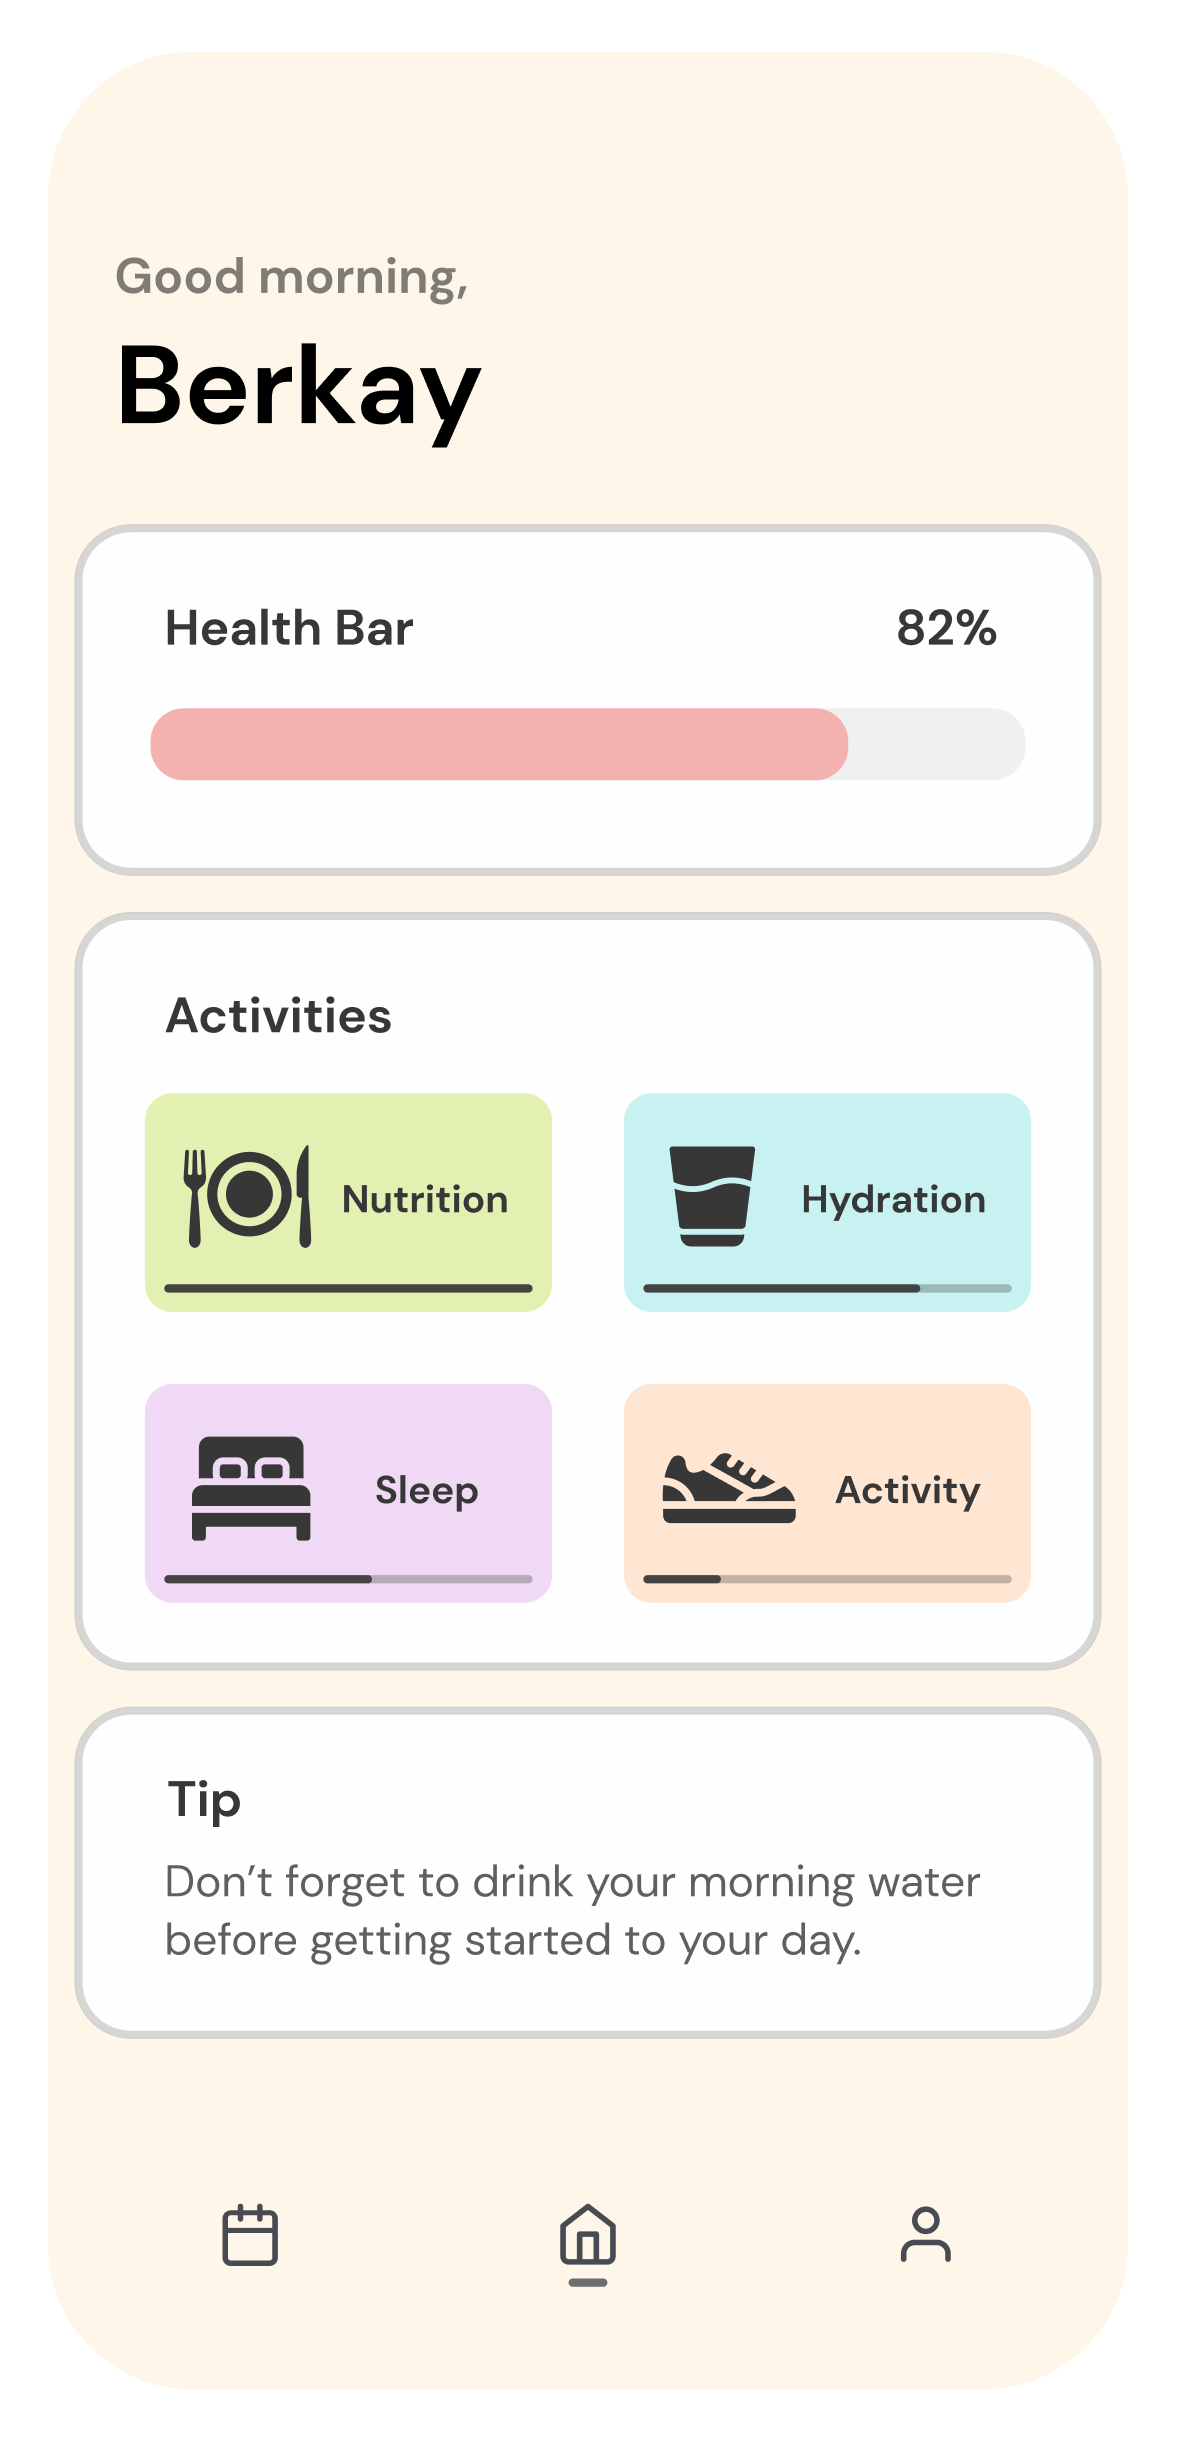 Good morning,
Berkay
Health Bar 82%
Activities
Nutrition
Hydration
Sleep
Activity
Tip
Don’t forget to drink your morning water
before getting started to your day.